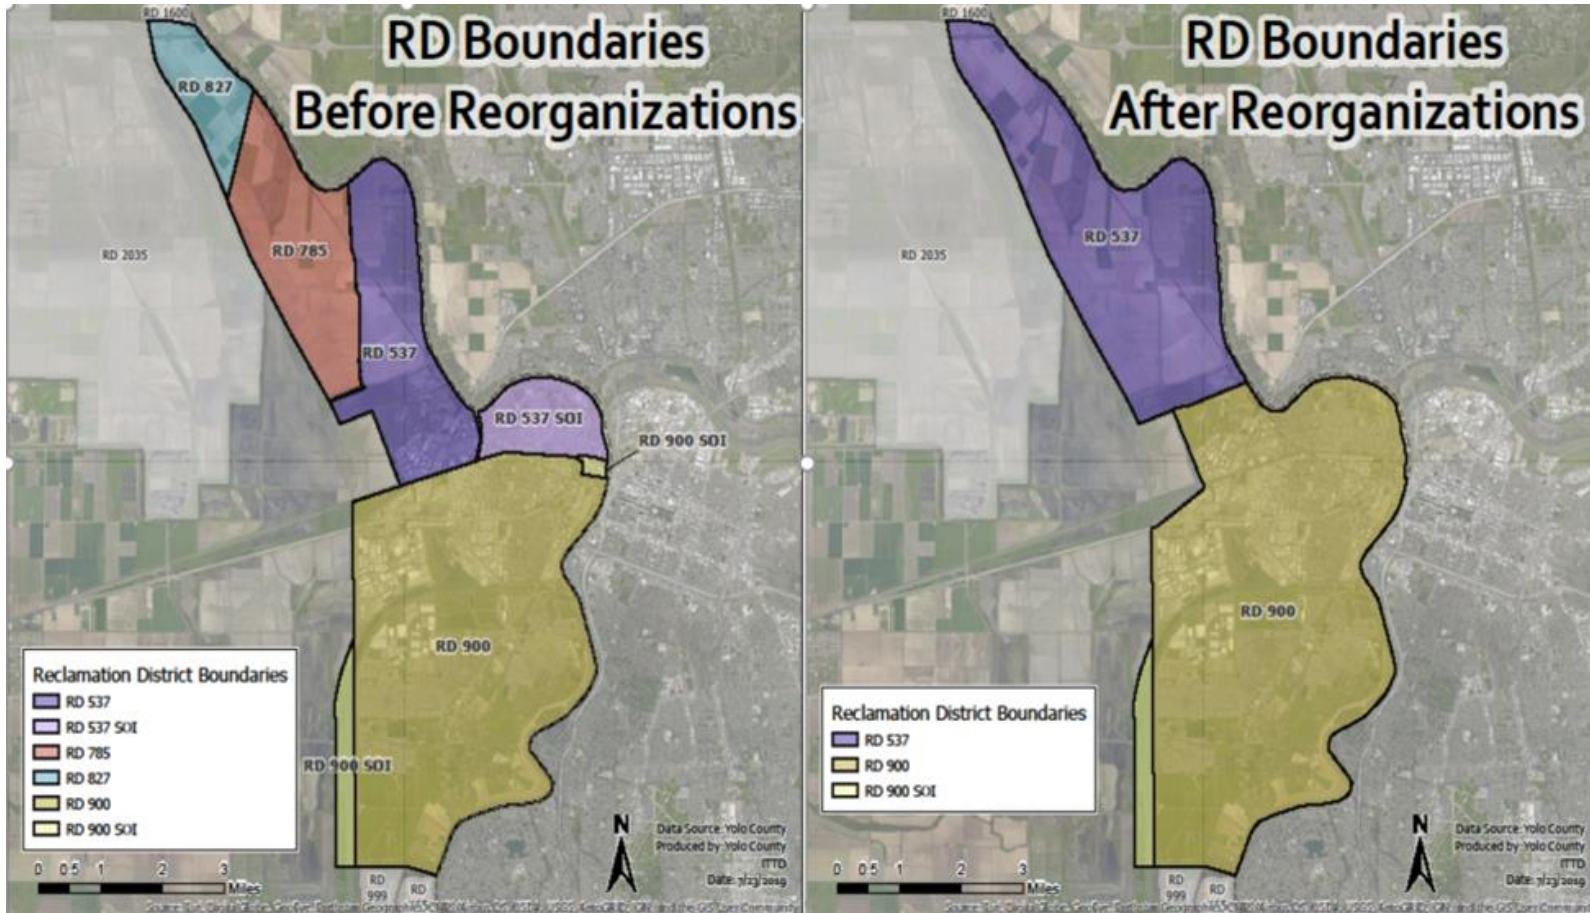 RD 1600
RD Boundaries
Before Reorganizations
RD 827
RD 785
RD 2035
RD 537
RD 537 SOI
RD 900 SOI
RD 900
RD 900 SOI
Reclamation District Boundaries
RD 537
RD 537 SOI
RD 785
RD 827
RD 900
RD 900 SOI
0 0.5 1 2 3
Miles
RD
999
RD
N
Data Source: Yolo County
Produced by: Yolo County
ITTD
Date: 7/23/2019
RD 1600
RD Boundaries
After Reorganizations
RD 537
RD 2035
RD 900
Reclamation District Boundaries
RD 537
RD 900
RD 900 SOI
0 0.5 1 2 3
Miles
RD
999
RD
N
Data Source: Yolo County
Produced by: Yolo County
ITTD
Date: 7/23/2019